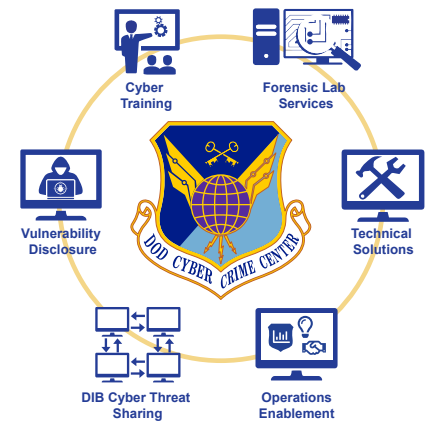 Cyber
Training
Forensic Lab
Services
Vulnerability
Disclosure
Technical
Solutions
DOD CYBER CRIME CENTER
DIB Cyber Threat
Sharing
Operations
Enablement